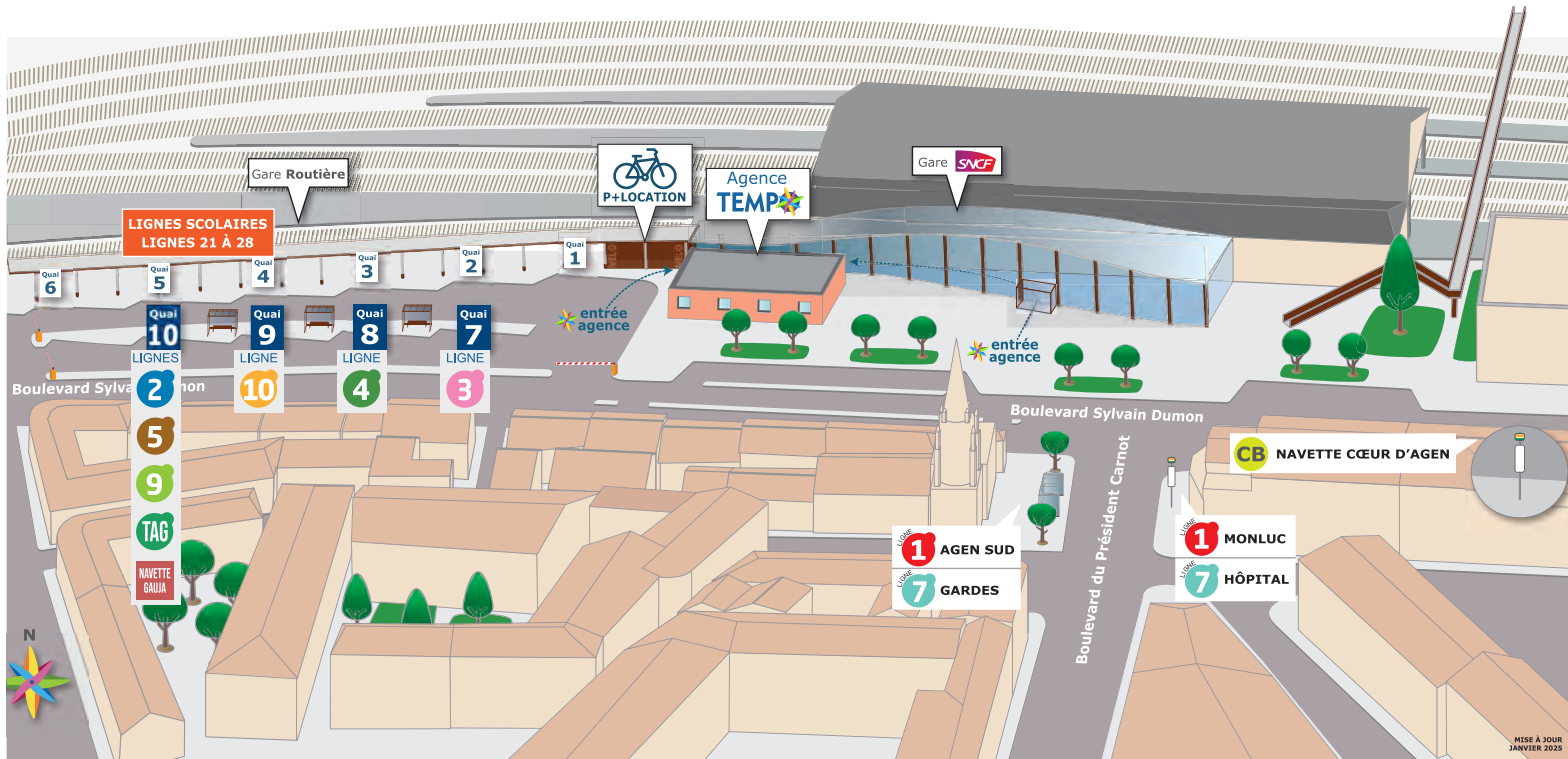 Gare Routière
P+LOCATION
Agence
TEMPO
Gare SNCF
LIGNES SCOLAIRES
LIGNES 21 À 28
Quai
6
Quai
5
Quai
4
Quai
3
Quai
2
Quai
1
VÉLO
VÉLO
entrée
agence
entrée
agence
Quai
10
LIGNES
2
5
9
TAG
NAVETTE
GAUJA
Quai
9
LIGNE
10
Quai
8
LIGNE
4
Quai
7
LIGNE
3
Boulevard Sylvain Dumon
Boulevard Sylvain Dumon
Boulevard du Président Carnot
CB NAVETTE CŒUR D’AGEN
LIGNE 1 AGEN SUD
LIGNE 7 GARDES
LIGNE 1 MONLUC
LIGNE 7 HÔPITAL
N
MISE À JOUR
JANVIER 2025